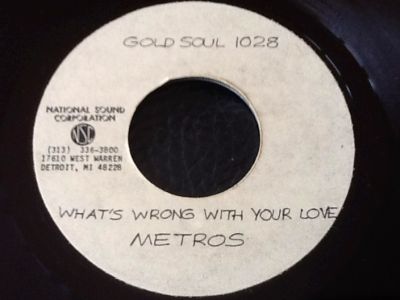 GOLD SOUL 1028
NATIONAL SOUND
CORPORATION
NSC
(313) 336-3800
17610 WEST WARREN
DETROIT, MI 48228
WHAT'S WRONG WITH YOUR LOVE
METROS